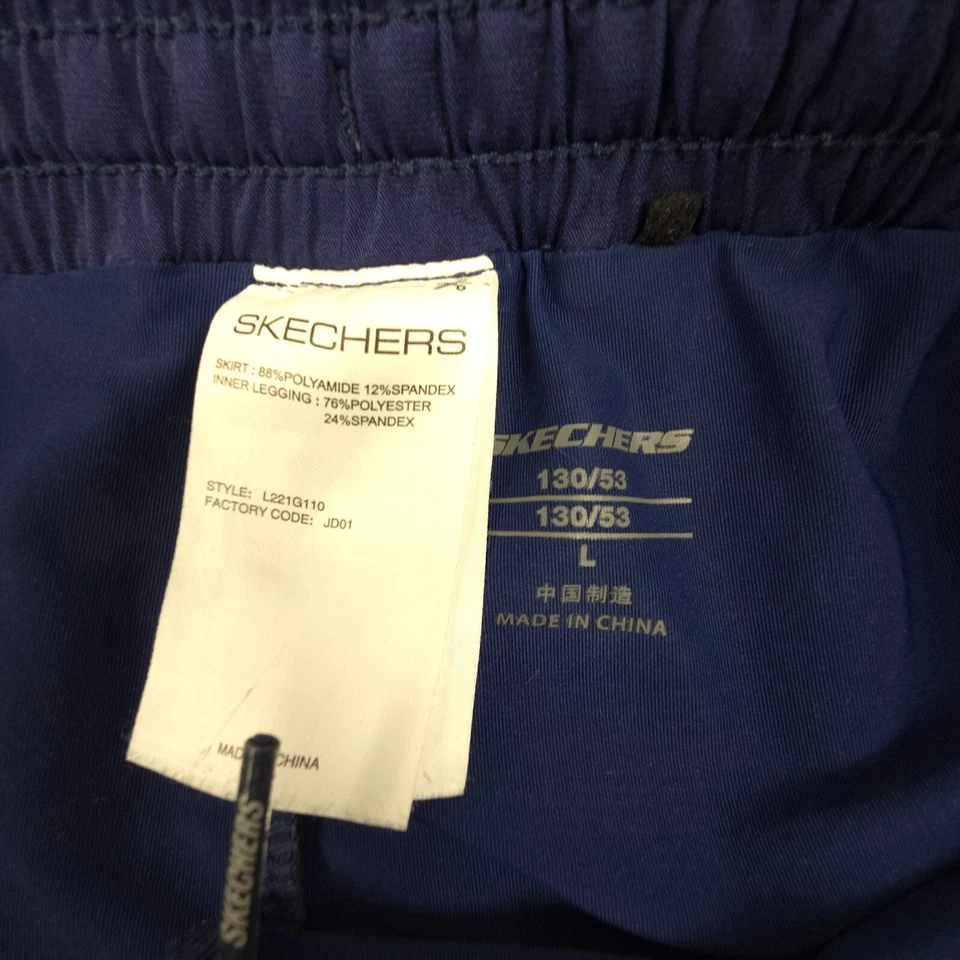 SKECHERS
SKIRT : 88%POLYAMIDE 12%SPANDEX
INNER LEGGING : 76%POLYESTER
24%SPANDEX
STYLE: L221G110
FACTORY CODE: JD01
CHINA
SKECHERS
130/53
130/53
L
中国制造
MADE IN CHINA
SKECHERS